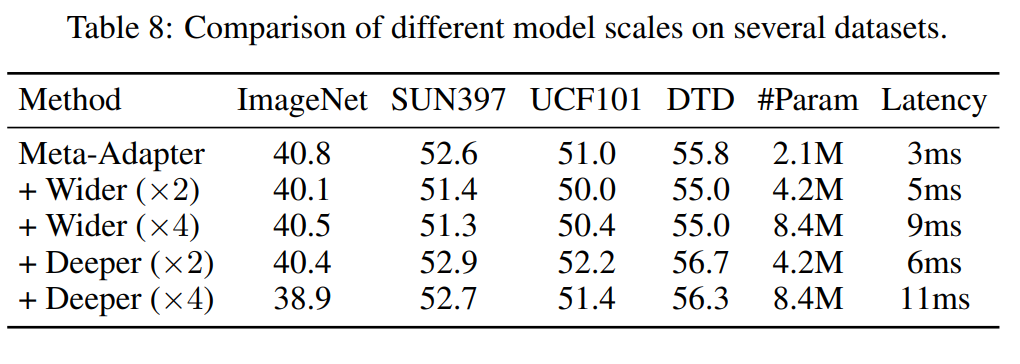 Table 8: Comparison of different model scales on several datasets.
Method ImageNet SUN397 UCF101 DTD #Param Latency
Meta-Adapter 40.8 52.6 51.0 55.8 2.1M 3ms
+ Wider (×2) 40.1 51.4 50.0 55.0 4.2M 5ms
+ Wider (×4) 40.5 51.3 50.4 55.0 8.4M 9ms
+ Deeper (×2) 40.4 52.9 52.2 56.7 4.2M 6ms
+ Deeper (×4) 38.9 52.7 51.4 56.3 8.4M 11ms